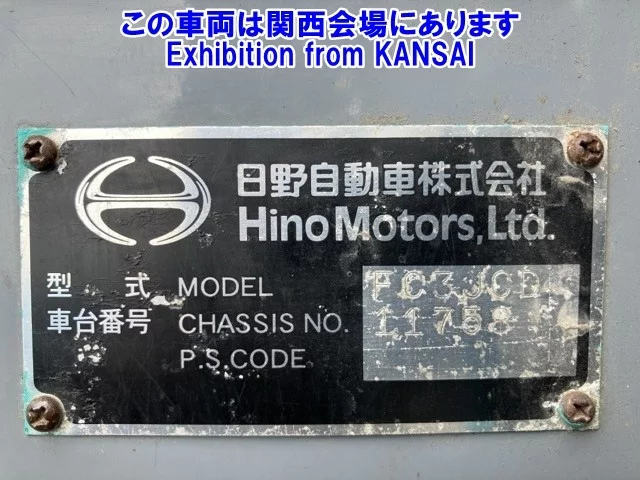 この車両は関西会場にあります
Exhibition from KANSAI
日野自動車株式会社
Hino Motors, Ltd.
型 式 MODEL FC3JCD
車台番号 CHASSIS NO. 11758
P.S.CODE